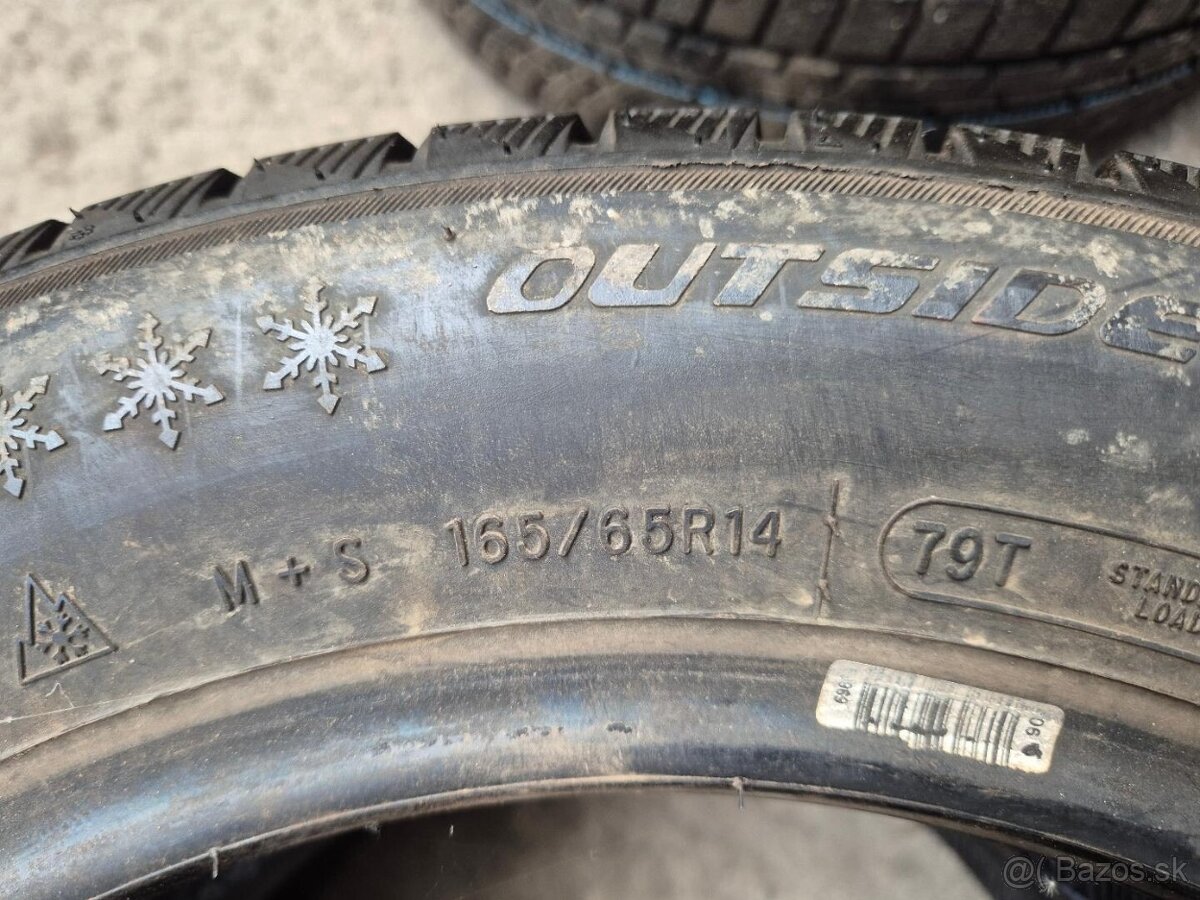 OUTSIDE
M+S 165/65R14 79T
STAND
LOAD
@( Bazos.sk